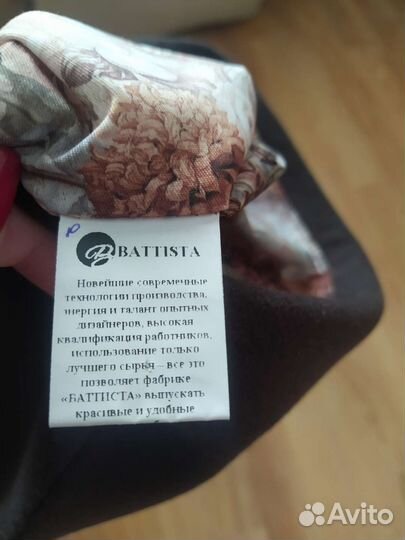 BATTISTA
Новейшие современные
технологии производства,
энергия и талант опытных
дизайнеров, высокая
квалификация работников,
использование только
лучшего сырья – все это
позволяет фабрике
«БАТТИСТА» выпускать
красивые и удобные
Avito